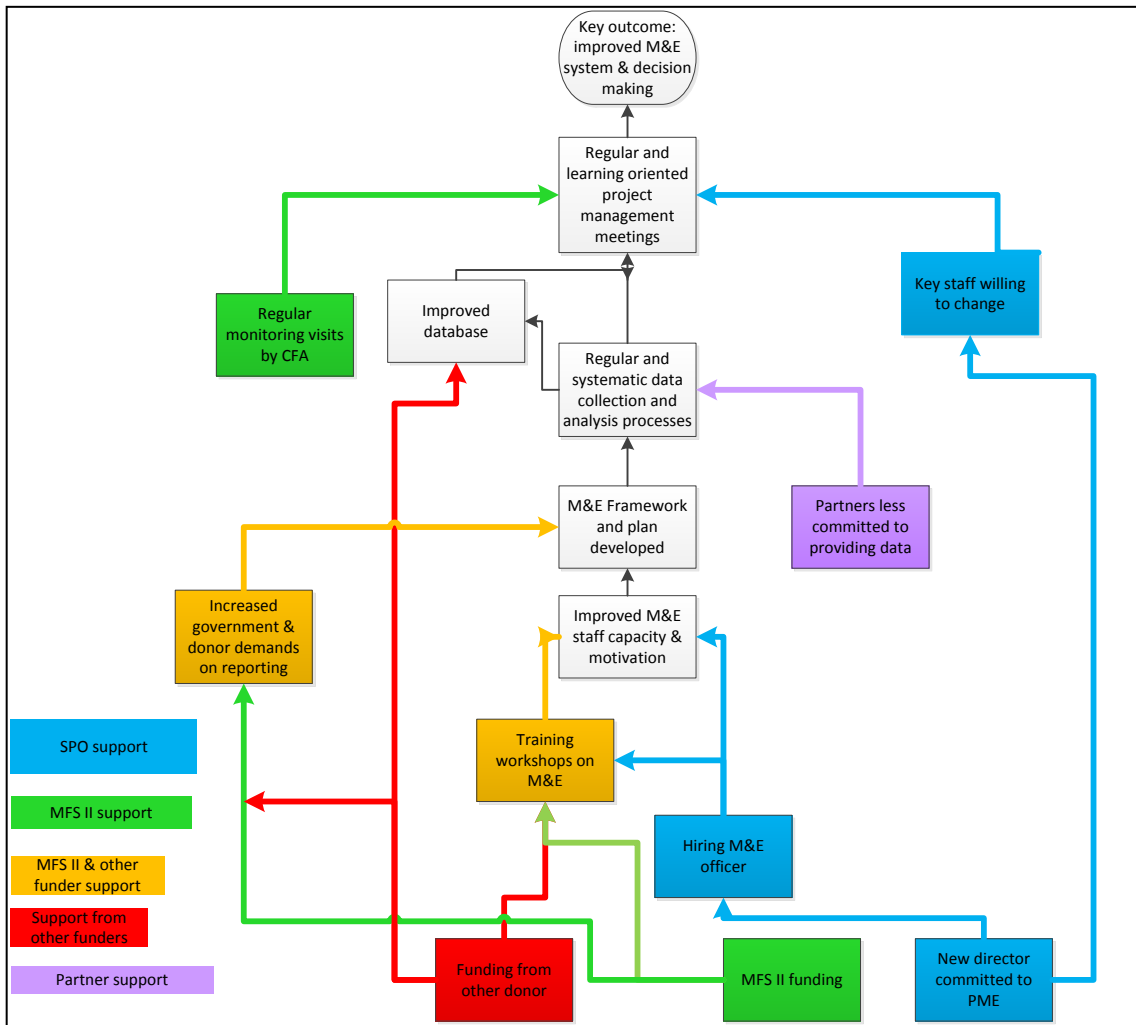 Key outcome:
improved M&E
system & decision
making
Regular and
learning oriented
project
management
meetings
Regular
monitoring visits
by CFA
Improved
database
Key staff willing
to change
Regular and
systematic data
collection and
analysis processes
M&E Framework
and plan
developed
Partners less
committed to
providing data
Increased
government &
donor demands
on reporting
Improved M&E
staff capacity &
motivation
Training
workshops on
M&E
Hiring M&E
officer
SPO support
MFS II support
MFS II & other
funder support
Support from
other funders
Partner support
Funding from
other donor
MFS II funding
New director
committed to
PME